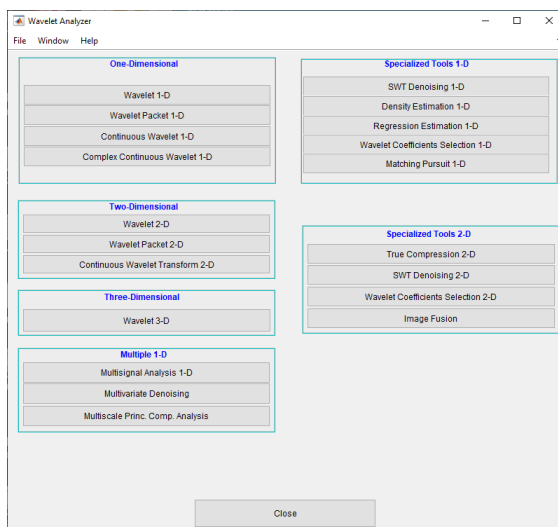 Wavelet Analyzer
File Window Help
One-Dimensional
Wavelet 1-D
Wavelet Packet 1-D
Continuous Wavelet 1-D
Complex Continuous Wavelet 1-D
Two-Dimensional
Wavelet 2-D
Wavelet Packet 2-D
Continuous Wavelet Transform 2-D
Three-Dimensional
Wavelet 3-D
Multiple 1-D
Multisignal Analysis 1-D
Multivariate Denoising
Multiscale Princ. Comp. Analysis
Specialized Tools 1-D
SWT Denoising 1-D
Density Estimation 1-D
Regression Estimation 1-D
Wavelet Coefficients Selection 1-D
Matching Pursuit 1-D
Specialized Tools 2-D
True Compression 2-D
SWT Denoising 2-D
Wavelet Coefficients Selection 2-D
Image Fusion
Close